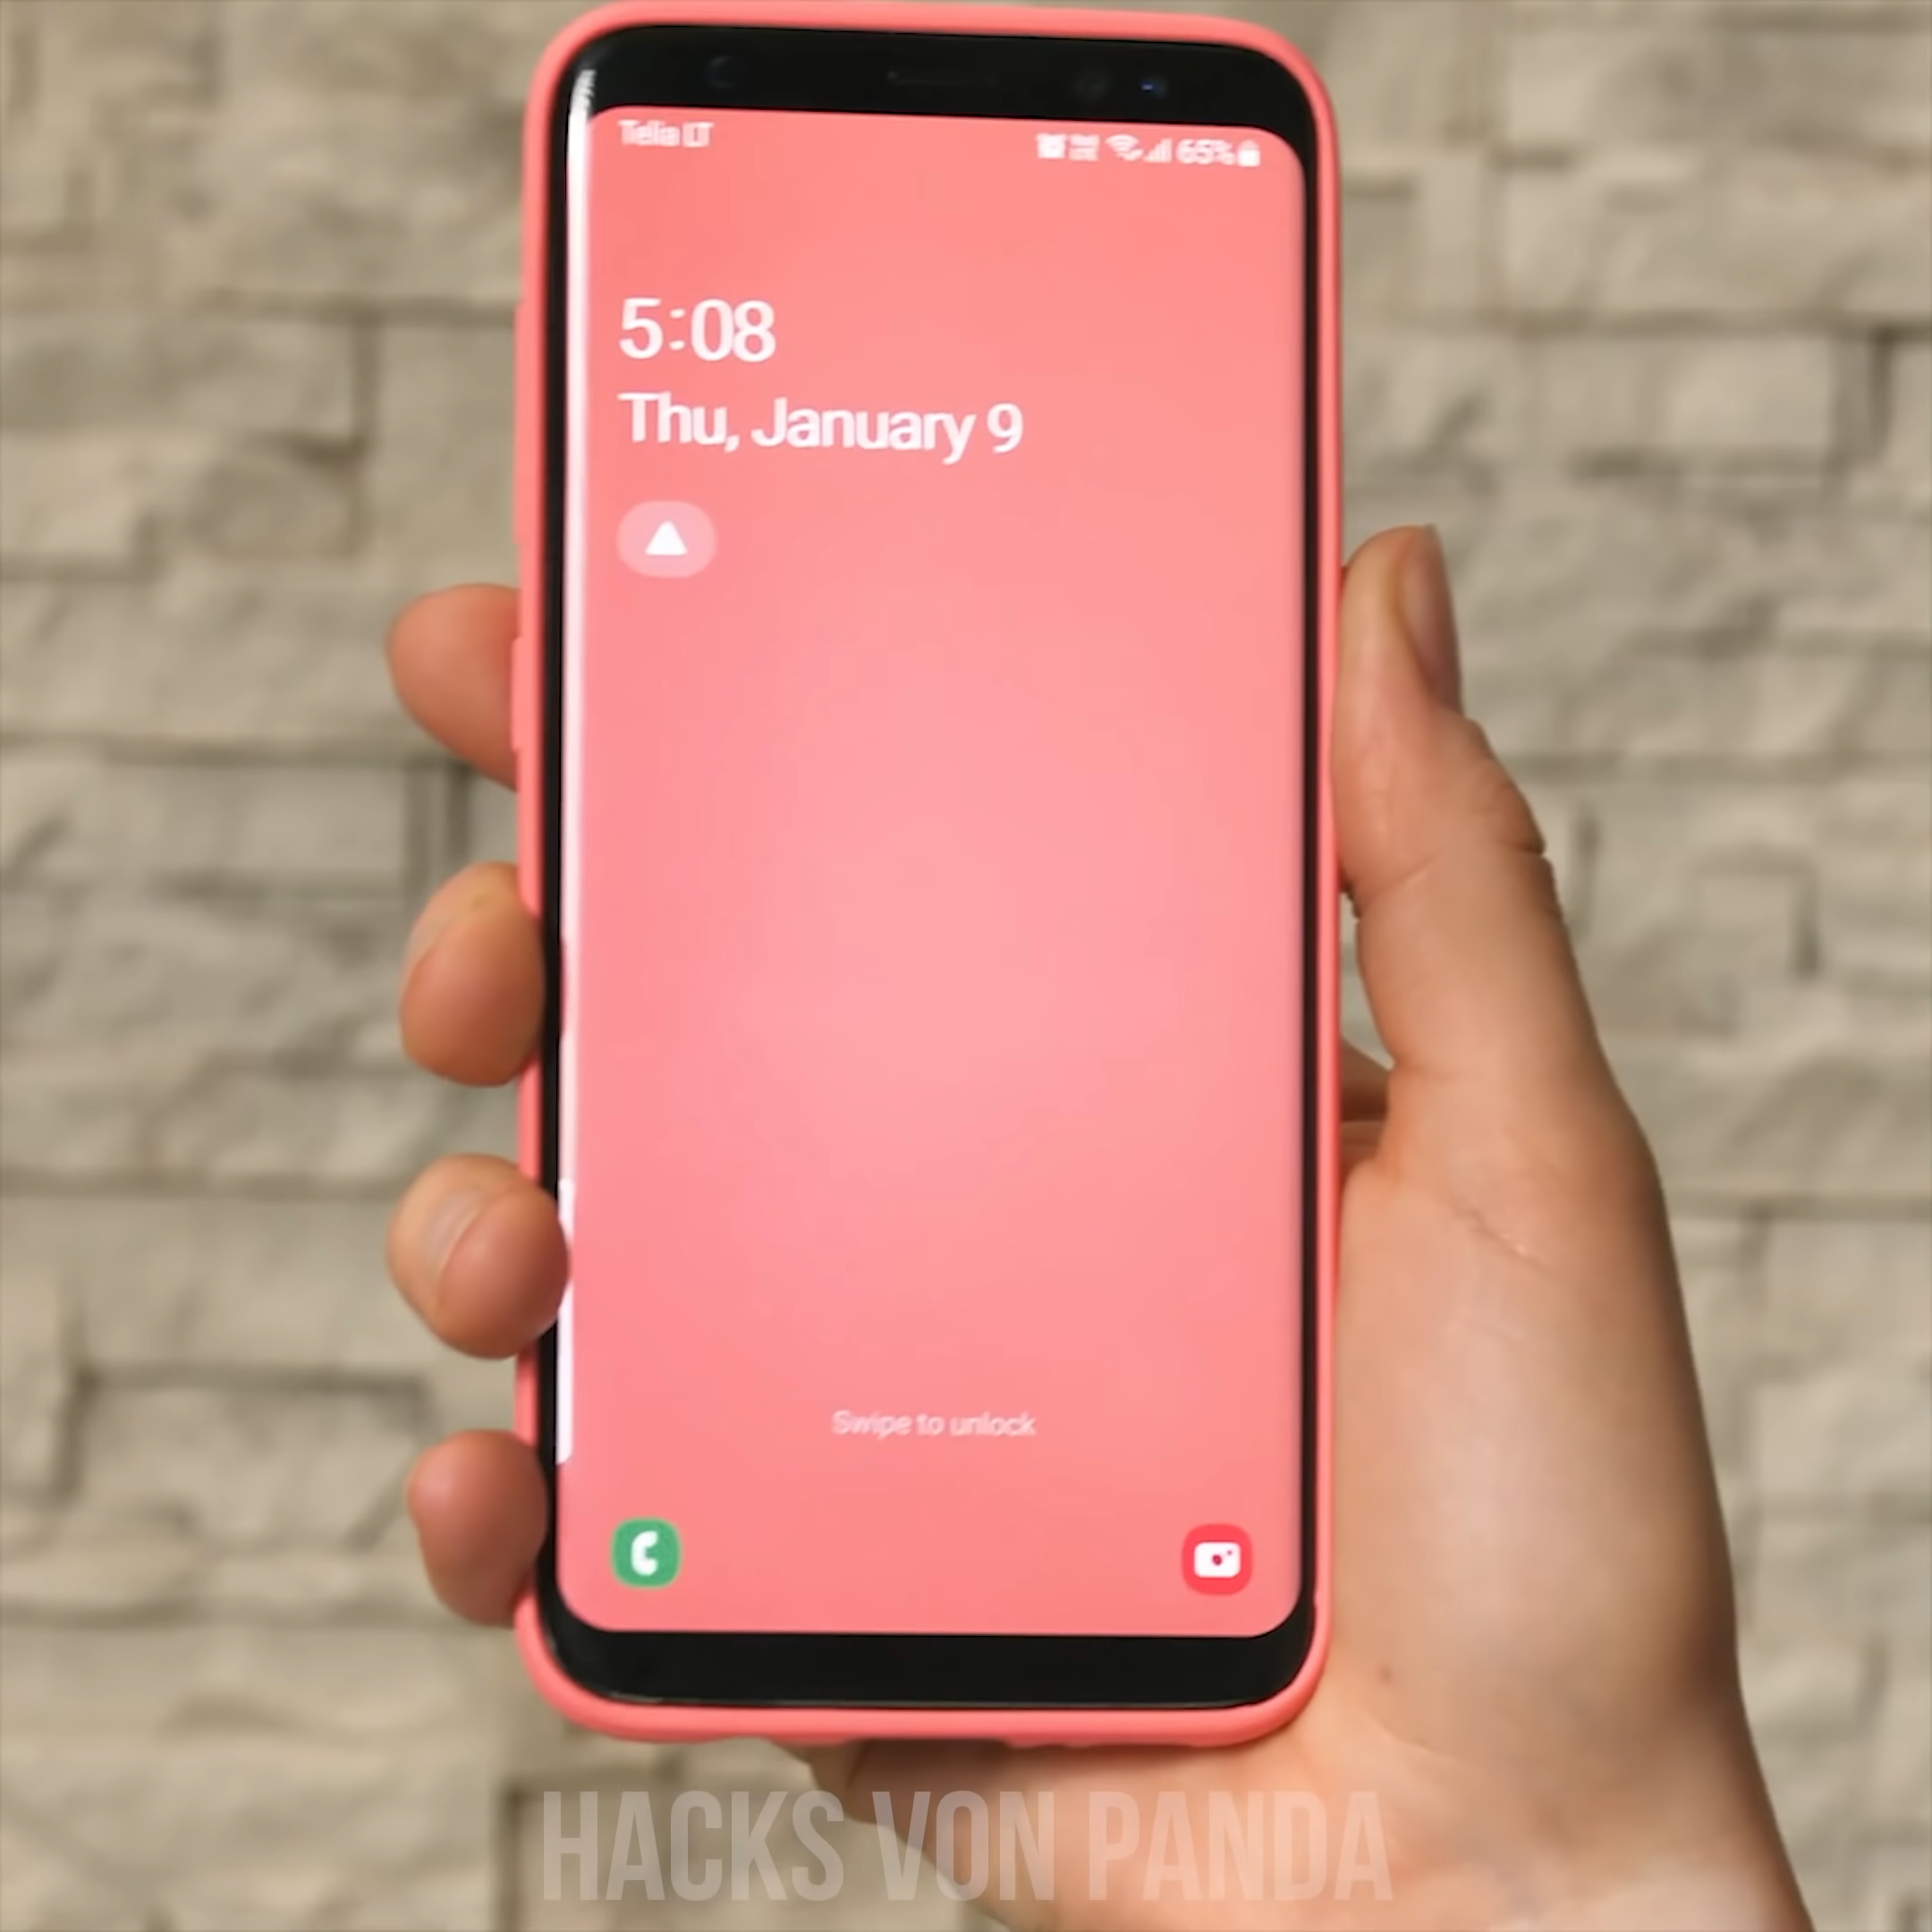 Telia LT
65%
5:08
Thu, January 9
Swipe to unlock
HACKS VON PANDA